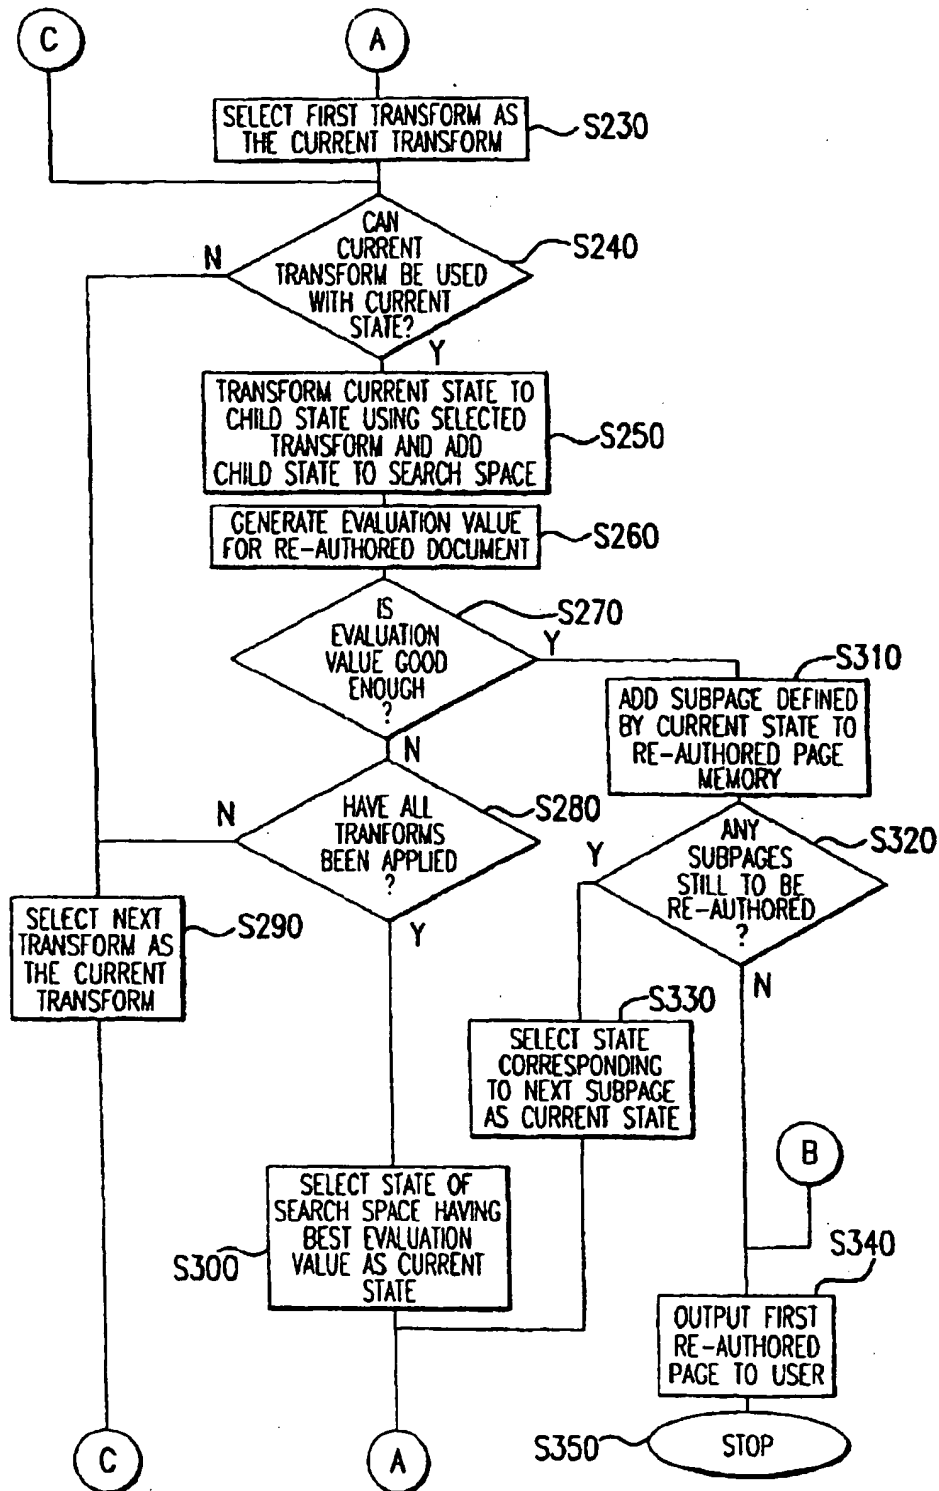 C
A
SELECT FIRST TRANSFORM AS
THE CURRENT TRANSFORM
S230
CAN
CURRENT
TRANSFORM BE USED
WITH CURRENT
STATE?
S240
N
Y
TRANSFORM CURRENT STATE TO
CHILD STATE USING SELECTED
TRANSFORM AND ADD
CHILD STATE TO SEARCH SPACE
S250
GENERATE EVALUATION VALUE
FOR RE-AUTHORED DOCUMENT
S260
IS
EVALUATION
VALUE GOOD
ENOUGH
?
S270
Y
N
S310
ADD SUBPAGE DEFINED
BY CURRENT STATE TO
RE-AUTHORED PAGE
MEMORY
HAVE ALL
TRANFORMS
BEEN APPLIED
?
S280
N
Y
ANY
SUBPAGES
STILL TO BE
RE-AUTHORED
?
S320
Y
N
SELECT NEXT
TRANSFORM AS
THE CURRENT
TRANSFORM
S290
S330
SELECT STATE
CORRESPONDING
TO NEXT SUBPAGE
AS CURRENT STATE
B
SELECT STATE OF
SEARCH SPACE HAVING
BEST EVALUATION
VALUE AS CURRENT
STATE
S300
S340
OUTPUT FIRST
RE-AUTHORED
PAGE TO USER
S350
STOP
C
A